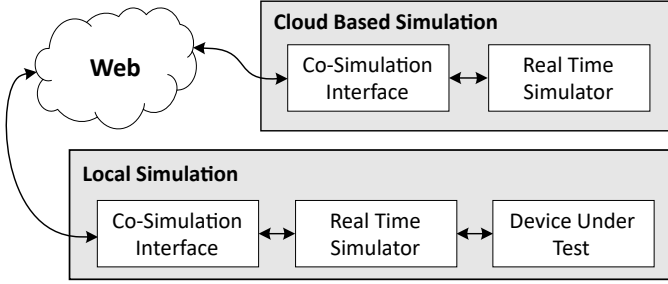 Cloud Based Simulation
Web
Co-Simulation
Interface
Real Time
Simulator
Local Simulation
Co-Simulation
Interface
Real Time
Simulator
Device Under
Test